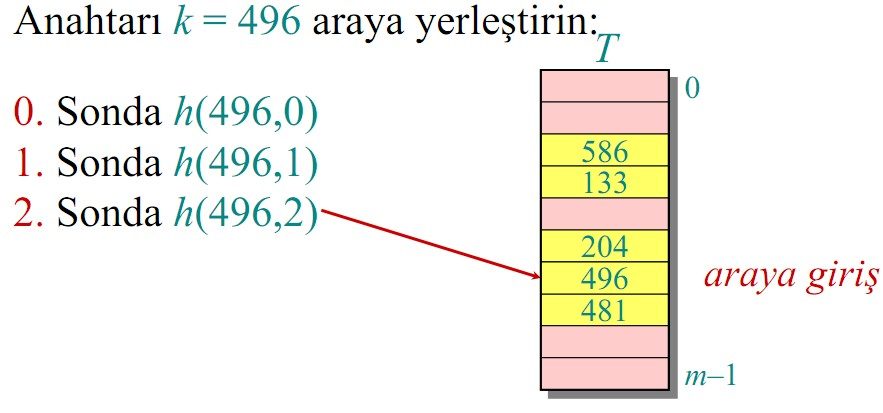 Anahtarı k = 496 araya yerleştirin:
T
0
0. Sonda h(496,0)
1. Sonda h(496,1)
2. Sonda h(496,2)
586
133
204
496
481
araya giriş
m–1